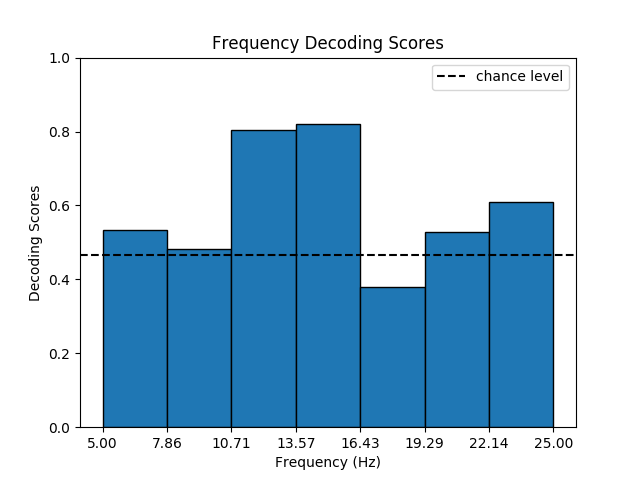 Frequency Decoding Scores
chance level
Decoding Scores
1.0
0.8
0.6
0.4
0.2
0.0
5.00 7.86 10.71 13.57 16.43 19.29 22.14 25.00
Frequency (Hz)